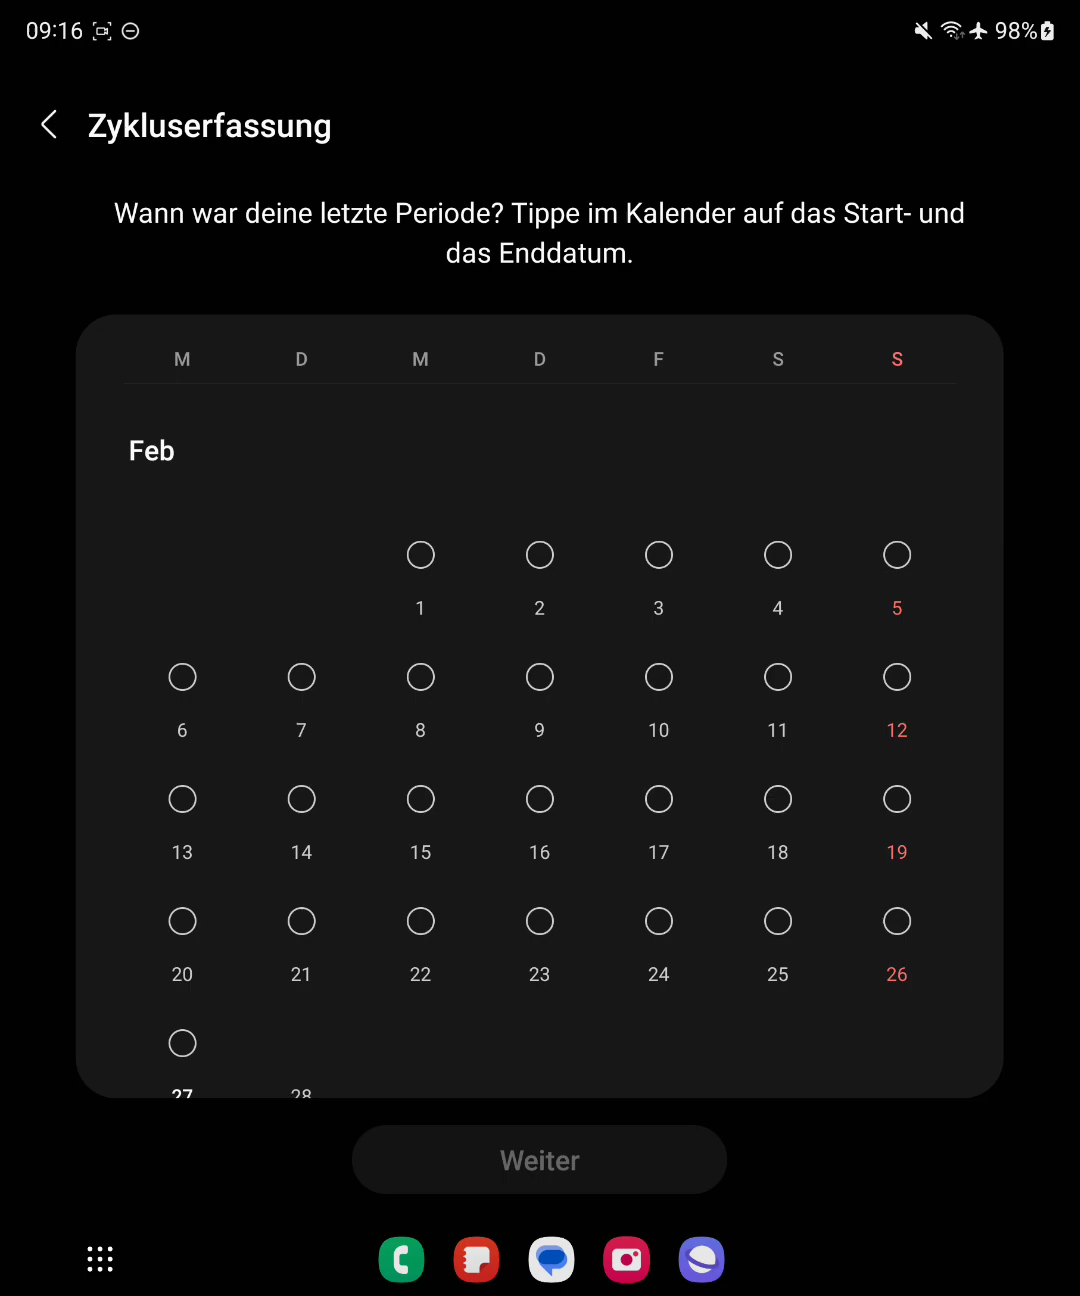 09:16 98%
Zykluserfassung
Wann war deine letzte Periode? Tippe im Kalender auf das Start- und
das Enddatum.
M D M D F S S
Feb
1 2 3 4 5
6 7 8 9 10 11 12
13 14 15 16 17 18 19
20 21 22 23 24 25 26
27 28
Weiter